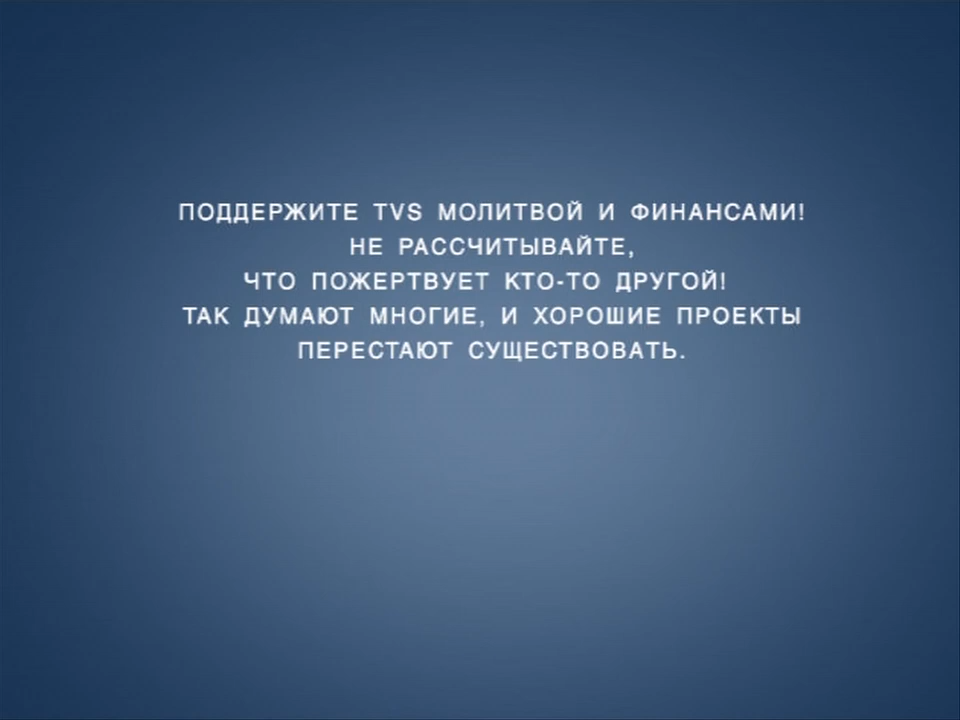 ПОДДЕРЖИТЕ TVS МОЛИТВОЙ И ФИНАНСАМИ!
НЕ РАССЧИТЫВАЙТЕ,
ЧТО ПОЖЕРТВУЕТ КТО-ТО ДРУГОЙ!
ТАК ДУМАЮТ МНОГИЕ, И ХОРОШИЕ ПРОЕКТЫ
ПЕРЕСТАЮТ СУЩЕСТВОВАТЬ.